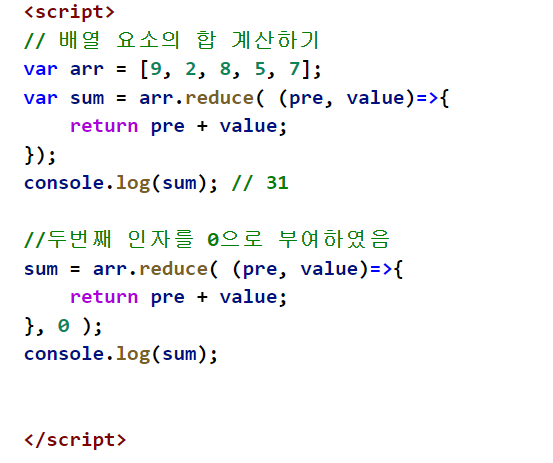 <script>
// 배열 요소의 합 계산하기
var arr = [9, 2, 8, 5, 7];
var sum = arr.reduce( (pre, value)=>{
    return pre + value;
});
console.log(sum); // 31
//두번째 인자를 0으로 부여하였음
sum = arr.reduce( (pre, value)=>{
    return pre + value;
}, 0 );
console.log(sum);
</script>